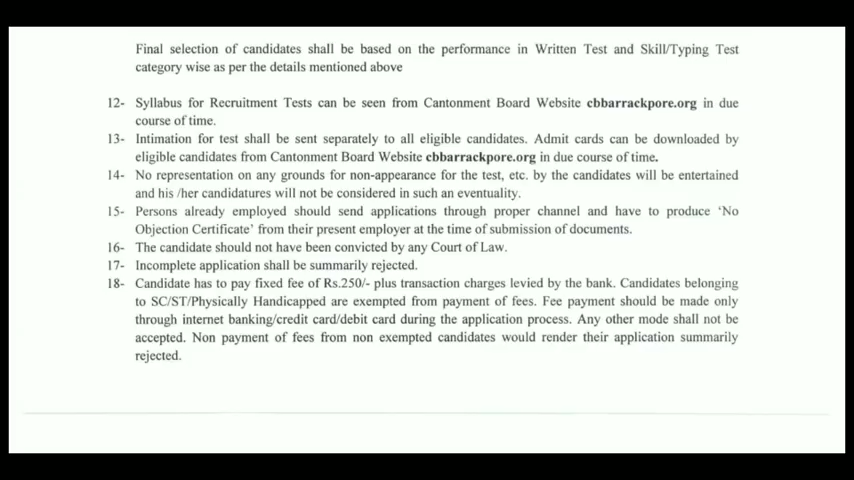 Final selection of candidates shall be based on the performance in Written Test and Skill/Typing Test
category wise as per the details mentioned above
12- Syllabus for Recruitment Tests can be seen from Cantonment Board Website cbbarrackpore.org in due
course of time.
13- Intimation for test shall be sent separately to all eligible candidates. Admit cards can be downloaded by
eligible candidates from Cantonment Board Website cbbarrackpore.org in due course of time.
14- No representation on any grounds for non-appearance for the test, etc. by the candidates will be entertained
and his /her candidatures will not be considered in such an eventuality.
15- Persons already employed should send applications through proper channel and have to produce ‘No
Objection Certificate’ from their present employer at the time of submission of documents.
16- The candidate should not have been convicted by any Court of Law.
17- Incomplete application shall be summarily rejected.
18- Candidate has to pay fixed fee of Rs.250/- plus transaction charges levied by the bank. Candidates belonging
to SC/ST/Physically Handicapped are exempted from payment of fees. Fee payment should be made only
through internet banking/credit card/debit card during the application process. Any other mode shall not be
accepted. Non payment of fees from non exempted candidates would render their application summarily
rejected.